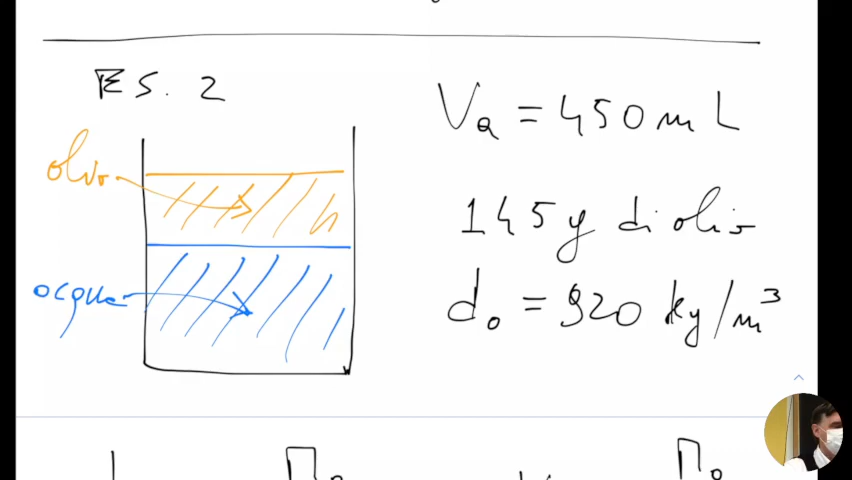 ES. 2
Va = 450 mL
olio
145 g di olio
acqua
do = 920 kg/m³